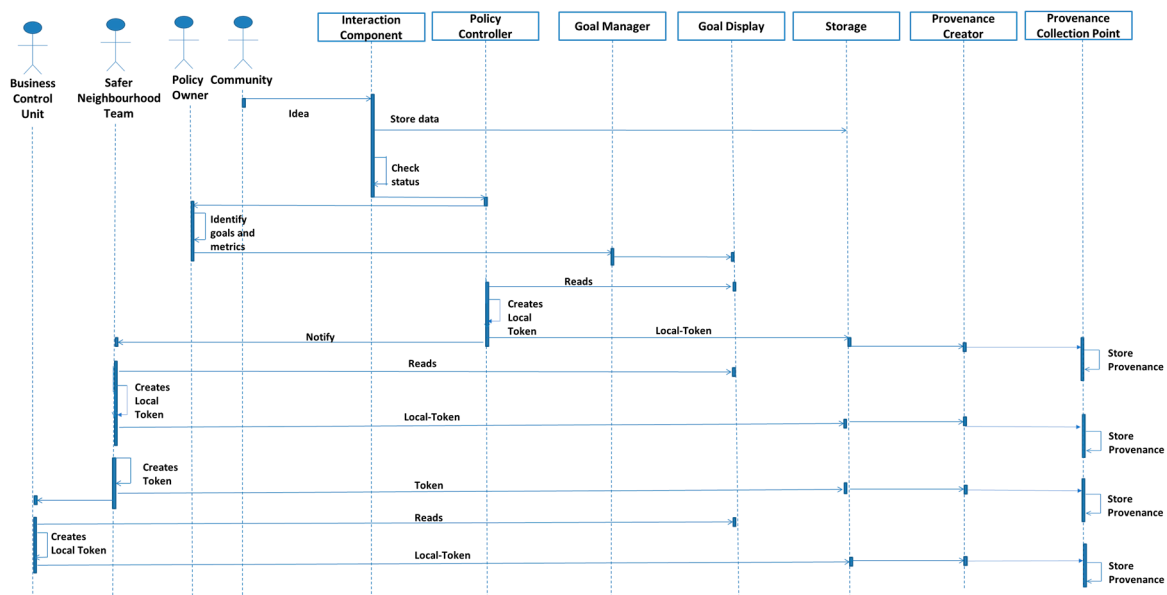 Interaction
Component
Policy
Controller
Goal Manager
Goal Display
Storage
Provenance
Creator
Provenance
Collection Point
Business
Control
Unit
Safer
Neighbourhood
Team
Policy
Owner
Community
Idea
Store data
Check
status
Identify
goals and
metrics
Reads
Creates
Local
Token
Notify
Local-Token
Store
Provenance
Reads
Creates
Local
Token
Local-Token
Store
Provenance
Creates
Token
Token
Store
Provenance
Reads
Creates
Local Token
Local-Token
Store
Provenance